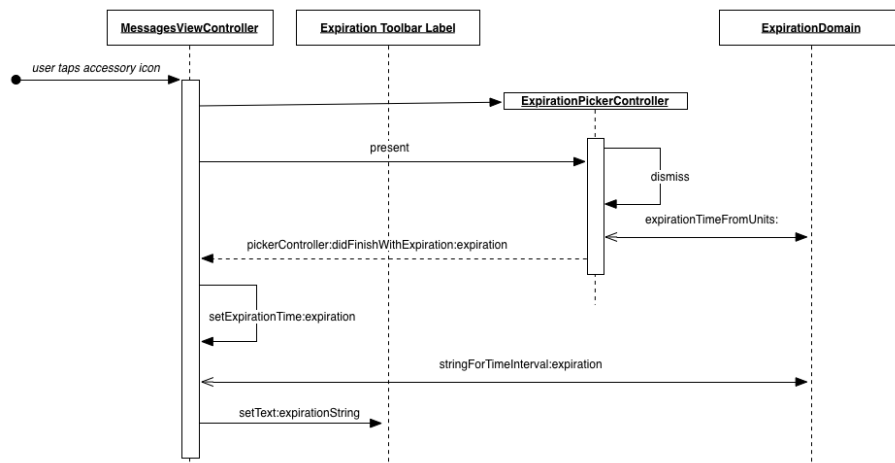 MessagesViewController
Expiration Toolbar Label
ExpirationDomain
user taps accessory icon
ExpirationPickerController
present
dismiss
expirationTimeFromUnits:
pickerController:didFinishWithExpiration:expiration
setExpirationTime:expiration
stringForTimeInterval:expiration
setText:expirationString